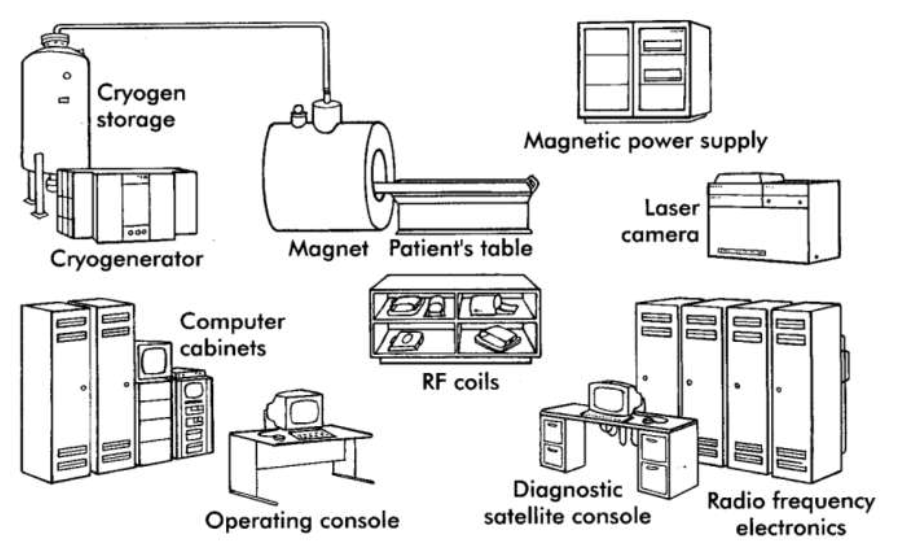 Cryogen
storage
Magnetic power supply
Laser
camera
Magnet
Patient's table
Cryogenerator
Computer
cabinets
RF coils
Operating console
Diagnostic
satellite console
Radio frequency
electronics